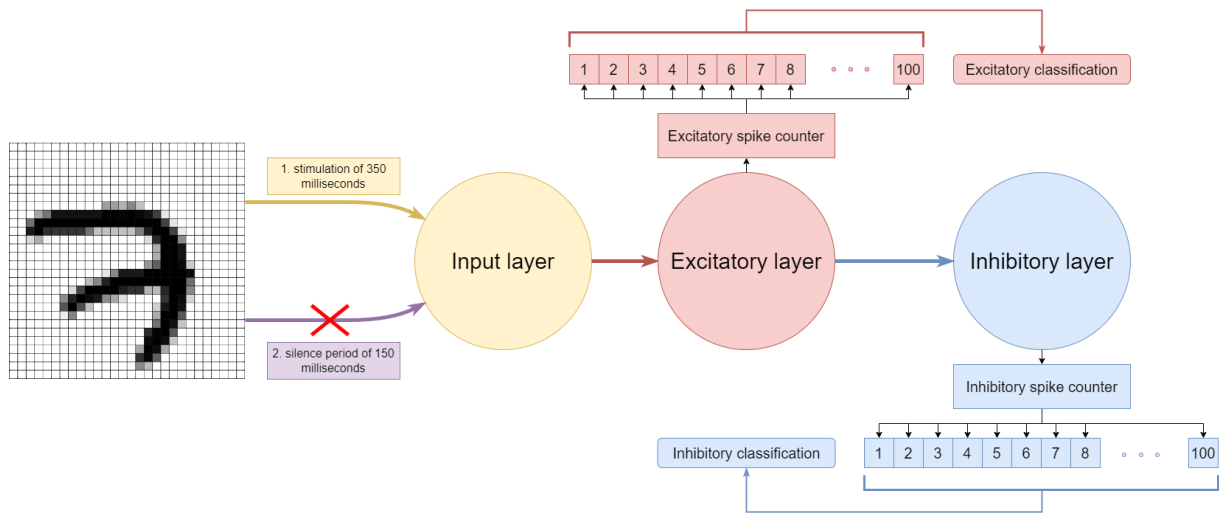 1 2 3 4 5 6 7 8 100
Excitatory classification
Excitatory spike counter
1. stimulation of 350
milliseconds
Input layer
Excitatory layer
Inhibitory layer
2. silence period of 150
milliseconds
Inhibitory spike counter
Inhibitory classification
1 2 3 4 5 6 7 8 100